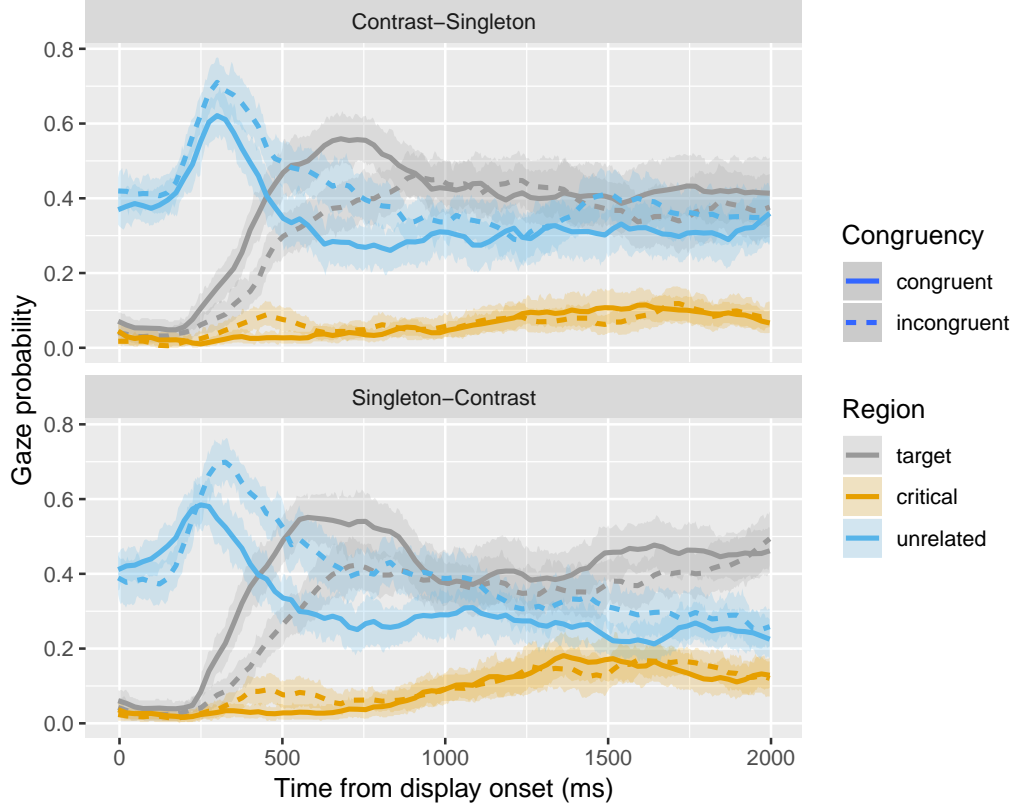 Contrast−Singleton
0.8
0.6
0.4
0.2
0.0
Singleton−Contrast
0.8
0.6
0.4
0.2
0.0
0
500
1000
1500
2000
Time from display onset (ms)
Gaze probability
Congruency
congruent
incongruent
Region
target
critical
unrelated